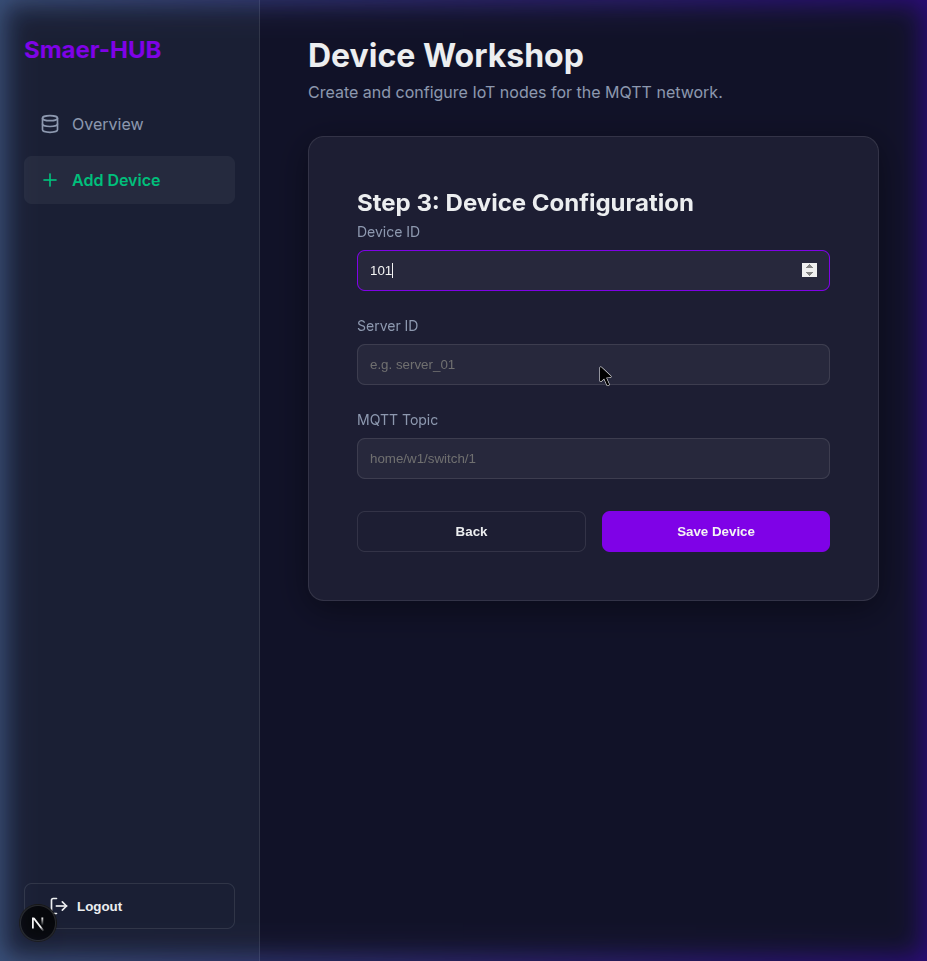 Smaer-HUB
Overview
Add Device
Logout
N
Device Workshop
Create and configure IoT nodes for the MQTT network.
Step 3: Device Configuration
Device ID
101
Server ID
e.g. server_01
MQTT Topic
home/w1/switch/1
Back
Save Device